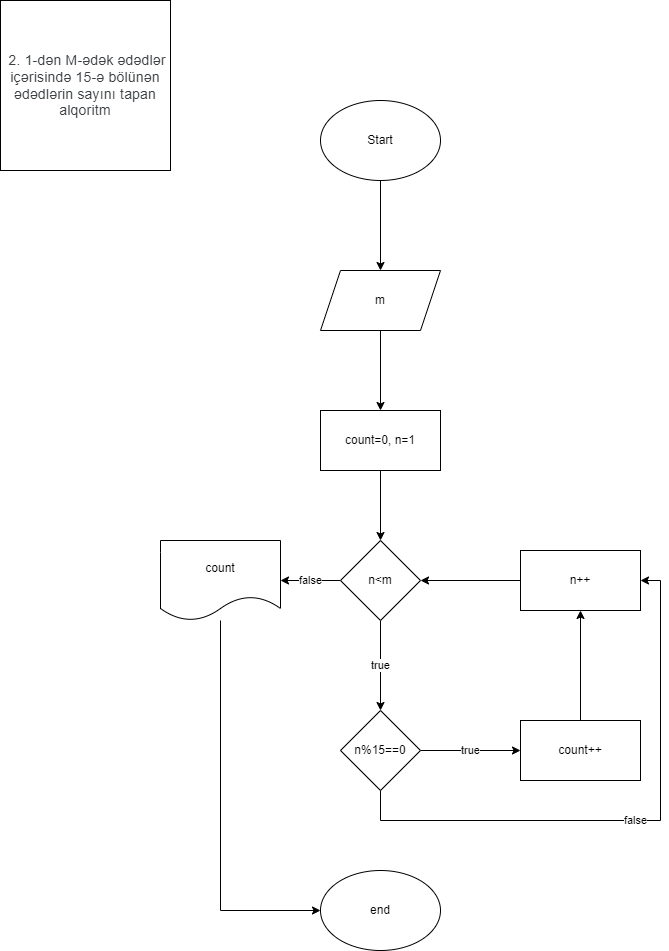 2. 1-dən M-ədək ədədlər
içərisində 15-ə bölünən
ədədlərin sayını tapan
alqoritm
Start
m
count=0, n=1
count
false
n<m
n++
true
n%15==0
true
count++
false
end